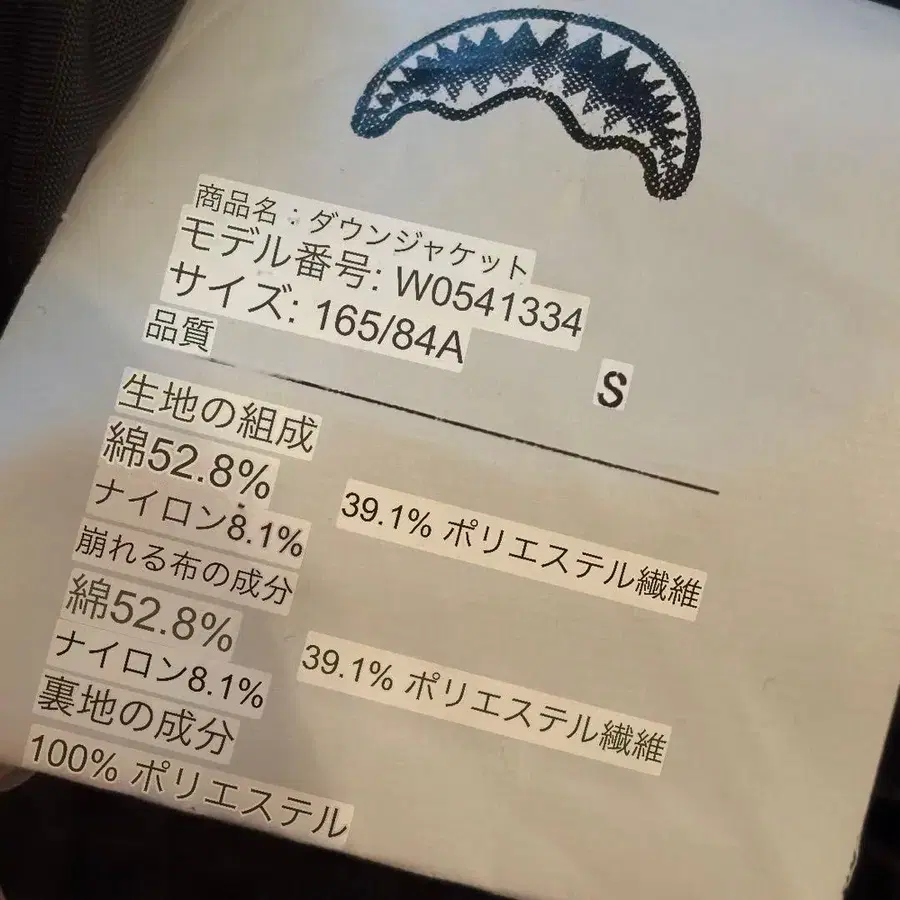 商品名：ダウンジャケット
モデル番号: W0541334
サイズ: 165/84A
品質
S
生地の組成
綿52.8%
39.1% ポリエステル繊維
ナイロン8.1%
崩れる布の成分
綿52.8%
39.1% ポリエステル繊維
ナイロン8.1%
裏地の成分
100% ポリエステル